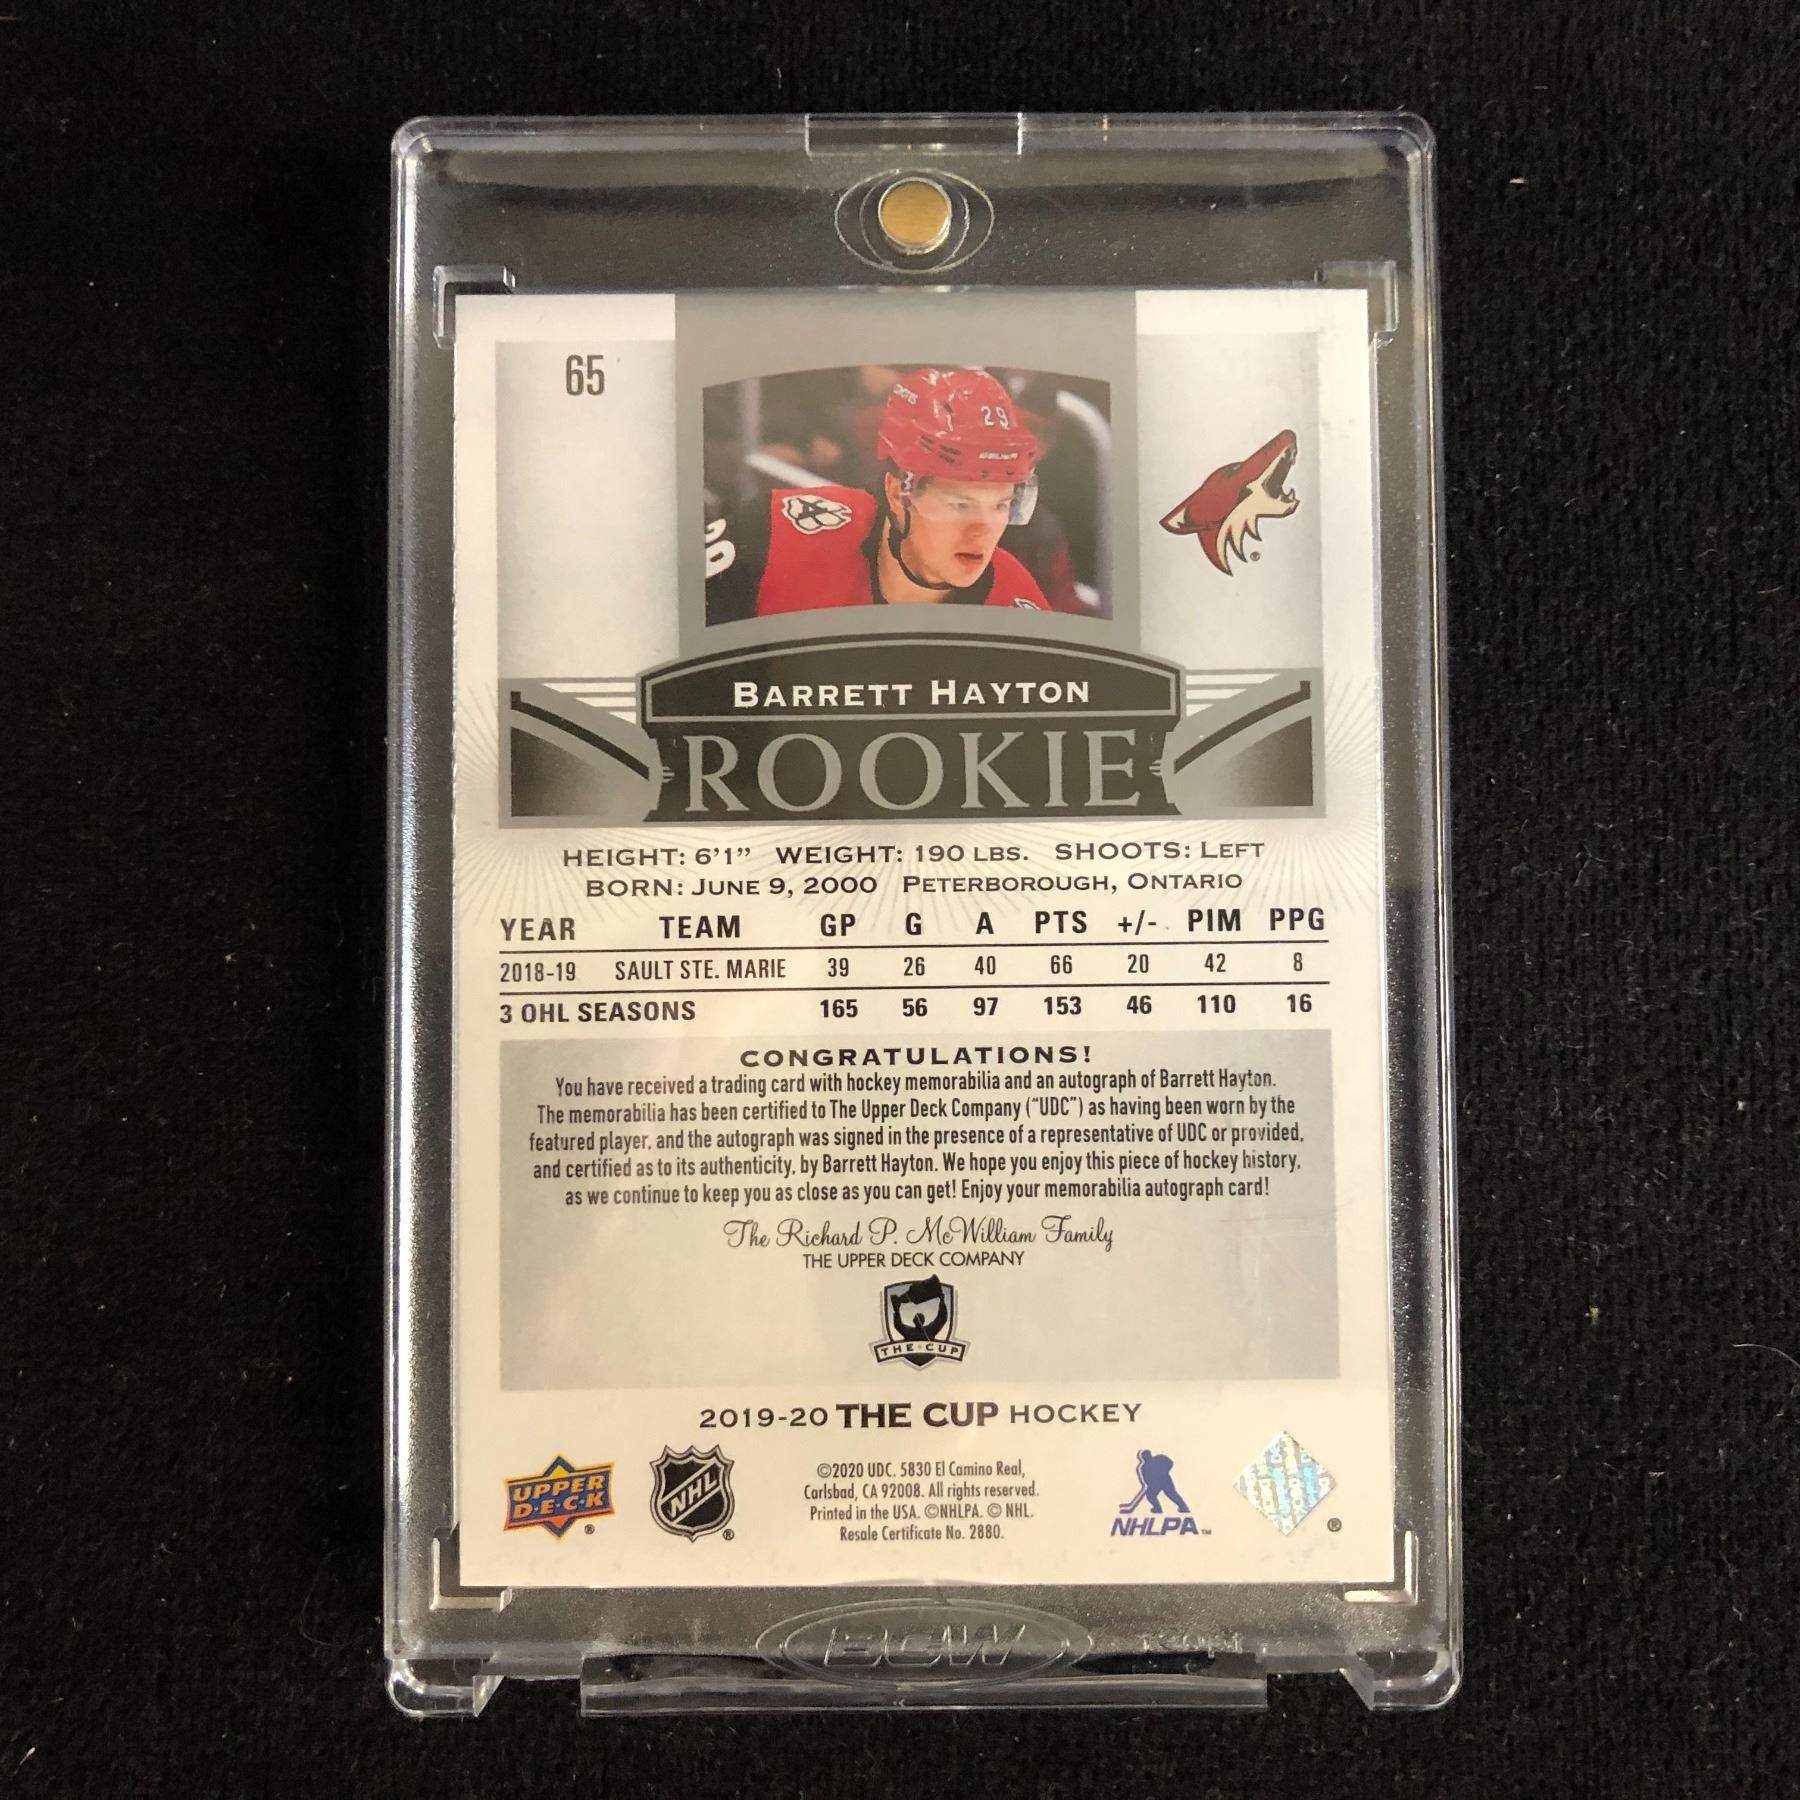 65
29
BARRETT HAYTON
ROOKIE
HEIGHT: 6'1" WEIGHT: 190 LBS. SHOOTS: LEFT
BORN: JUNE 9, 2000 PETERBOROUGH, ONTARIO
YEAR TEAM GP G A PTS +/- PIM PPG
2018-19 SAULT STE. MARIE 39 26 40 66 20 42 8
3 OHL SEASONS 165 56 97 153 46 110 16
CONGRATULATIONS!
You have received a trading card with hockey memorabilia and an autograph of Barrett Hayton.
The memorabilia has been certified to The Upper Deck Company ("UDC") as having been worn by the
featured player, and the autograph was signed in the presence of a representative of UDC or provided,
and certified as to its authenticity, by Barrett Hayton. We hope you enjoy this piece of hockey history,
as we continue to keep you as close as you can get! Enjoy your memorabilia autograph card!
The Richard P. McWilliam Family
THE UPPER DECK COMPANY
THE CUP
2019-20 THE CUP HOCKEY
UPPER
D·E·C·K ®
NHL ®
©2020 UDC. 5830 El Camino Real,
Carlsbad, CA 92008. All rights reserved.
Printed in the USA. ©NHLPA. © NHL.
Resale Certificate No. 2880.
NHLPA™
®
BCW